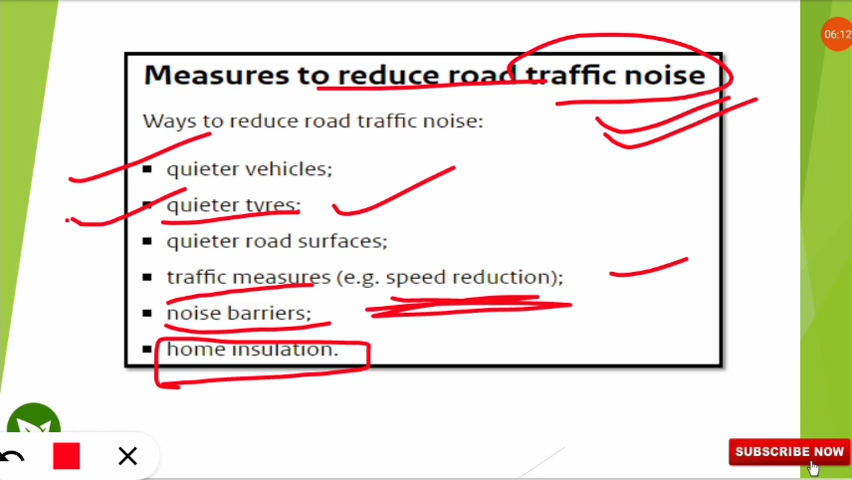 06:12
Measures to reduce road traffic noise
Ways to reduce road traffic noise:
▪ quieter vehicles;
▪ quieter tyres;
▪ quieter road surfaces;
▪ traffic measures (e.g. speed reduction);
▪ noise barriers;
▪ home insulation.
SUBSCRIBE NOW